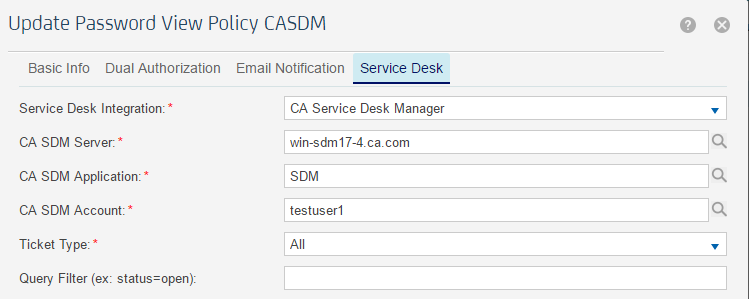 Update Password View Policy CASDM
Basic Info Dual Authorization Email Notification Service Desk
Service Desk Integration:* CA Service Desk Manager
CA SDM Server:* win-sdm17-4.ca.com
CA SDM Application:* SDM
CA SDM Account:* testuser1
Ticket Type:* All
Query Filter (ex: status=open):